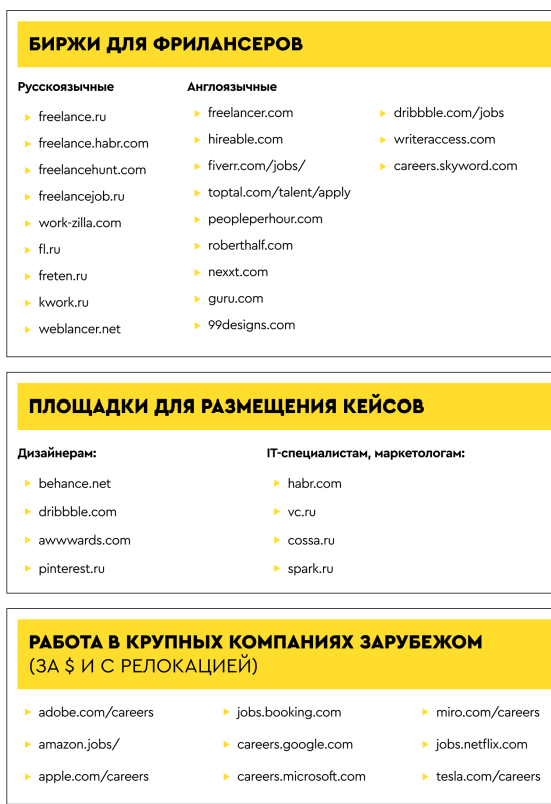 БИРЖИ ДЛЯ ФРИЛАНСЕРОВ
Русскоязычные
freelance.ru
freelance.habr.com
freelancehunt.com
freelancejob.ru
work-zilla.com
fl.ru
freten.ru
kwork.ru
weblancer.net
Англоязычные
freelancer.com
hireable.com
fiverr.com/jobs/
toptal.com/talent/apply
peopleperhour.com
roberthalf.com
nexxt.com
guru.com
99designs.com
dribbble.com/jobs
writeraccess.com
careers.skyword.com
ПЛОЩАДКИ ДЛЯ РАЗМЕЩЕНИЯ КЕЙСОВ
Дизайнерам:
behance.net
dribbble.com
awwwards.com
pinterest.ru
IT-специалистам, маркетологам:
habr.com
vc.ru
cossa.ru
spark.ru
РАБОТА В КРУПНЫХ КОМПАНИЯХ ЗАРУБЕЖОМ
(ЗА $ И С РЕЛОКАЦИЕЙ)
adobe.com/careers
amazon.jobs/
apple.com/careers
jobs.booking.com
careers.google.com
careers.microsoft.com
miro.com/careers
jobs.netflix.com
tesla.com/careers